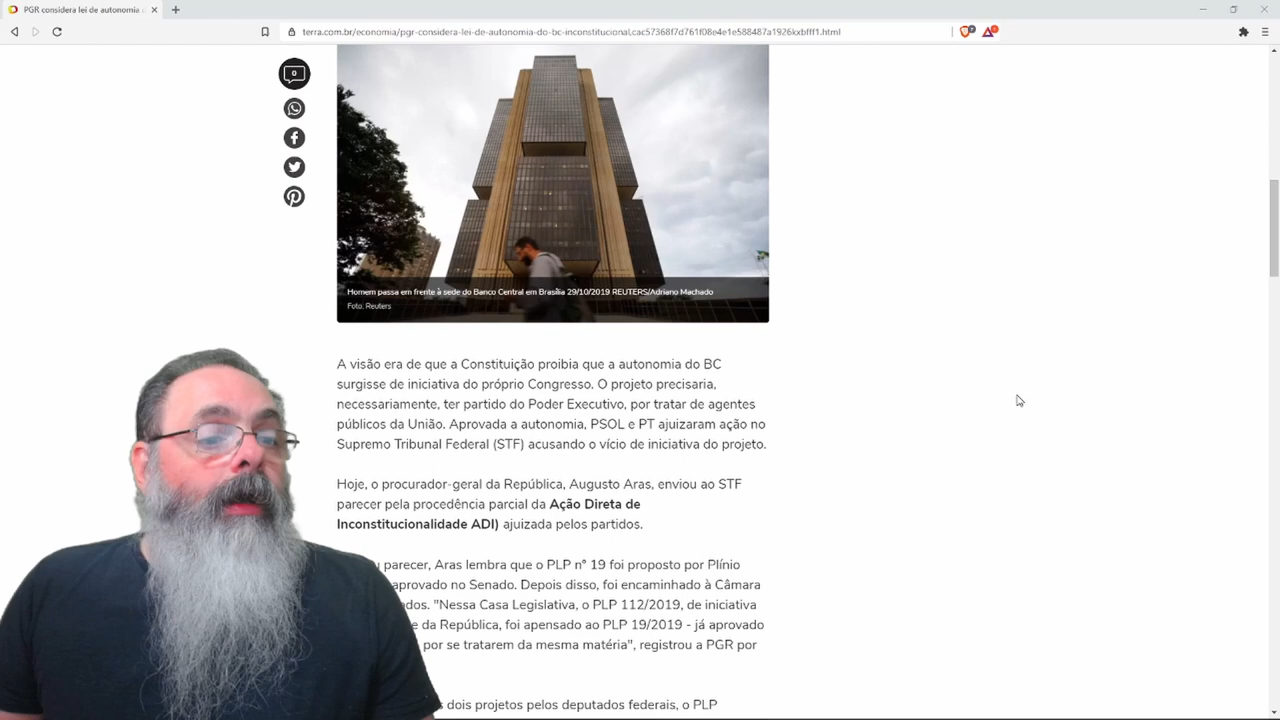 PGR considera lei de autonomia d
terra.com.br/economia/pgr-considera-lei-de-autonomia-do-bc-inconstitucional,cac57368f7d761f08e4e1e588487a1926kxbfff1.html
0
Homem passa em frente à sede do Banco Central em Brasília 29/10/2019 REUTERS/Adriano Machado
Foto: Reuters
A visão era de que a Constituição proibia que a autonomia do BC
surgisse de iniciativa do próprio Congresso. O projeto precisaria,
necessariamente, ter partido do Poder Executivo, por tratar de agentes
públicos da União. Aprovada a autonomia, PSOL e PT ajuizaram ação no
Supremo Tribunal Federal (STF) acusando o vício de iniciativa do projeto.
Hoje, o procurador-geral da República, Augusto Aras, enviou ao STF
parecer pela procedência parcial da Ação Direta de
Inconstitucionalidade ADI) ajuizada pelos partidos.
parecer, Aras lembra que o PLP nº 19 foi proposto por Plínio
aprovado no Senado. Depois disso, foi encaminhado à Câmara
dos. "Nessa Casa Legislativa, o PLP 112/2019, de iniciativa
e da República, foi apensado ao PLP 19/2019 - já aprovado
por se tratarem da mesma matéria", registrou a PGR por
s dois projetos pelos deputados federais, o PLP